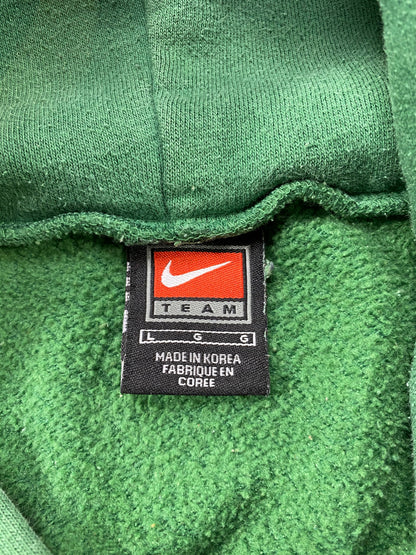 TEAM
L G G
MADE IN KOREA
FABRIQUE EN
COREE